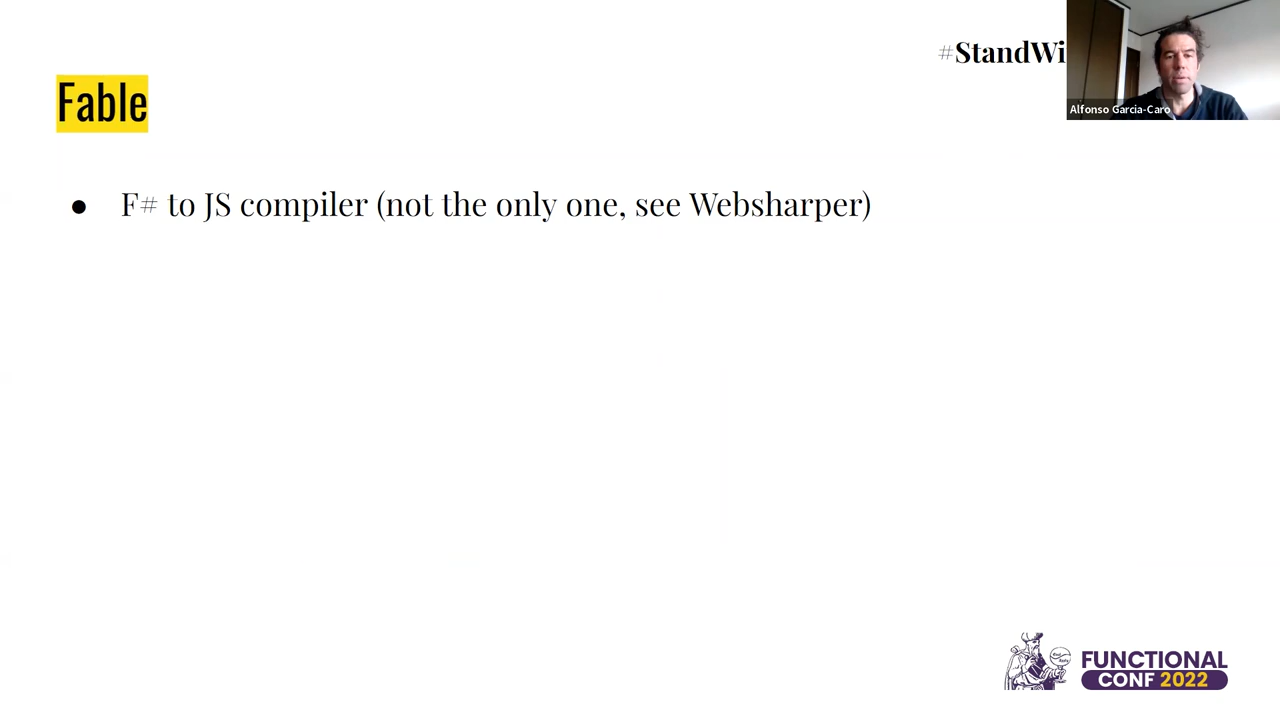 #StandWi
Alfonso Garcia-Caro
Fable
● F# to JS compiler (not the only one, see Websharper)
FUNCTIONAL
CONF 2022